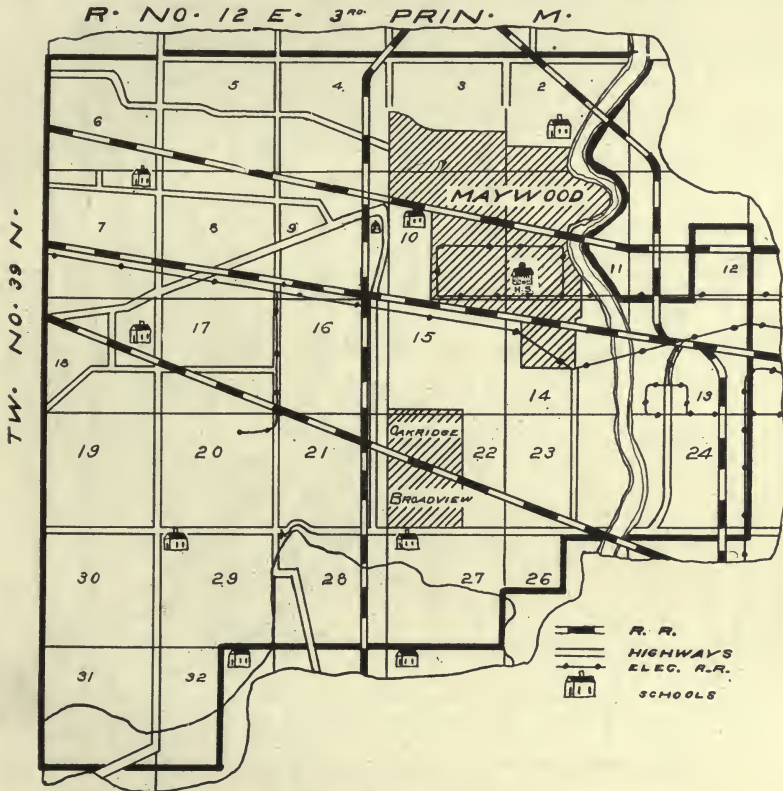 R. NO. 12 E. 3RD. PRIN. M.
TW. NO. 39 N.
5 4 3 2
6
MAYWOOD
7 8 9 10 11 12
H.S.
18 17 16 15 14 13
OAKRIDGE
19 20 21 22 23 24
BROADVIEW
30 29 28 27 26
31 32
R. R.
HIGHWAYS
ELEC. R.R.
SCHOOLS